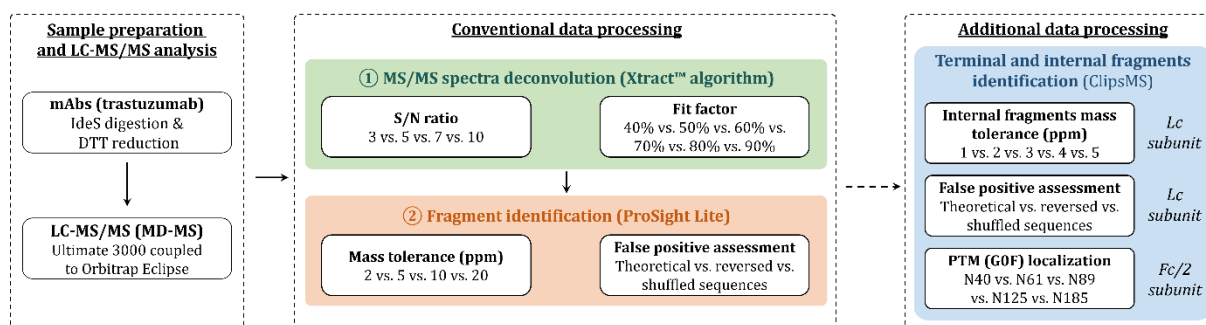 Sample preparation
and LC-MS/MS analysis
mAbs (trastuzumab)
IdeS digestion &
DTT reduction
LC-MS/MS (MD-MS)
Ultimate 3000 coupled
to Orbitrap Eclipse
Conventional data processing
① MS/MS spectra deconvolution (Xtract™ algorithm)
S/N ratio
3 vs. 5 vs. 7 vs. 10
Fit factor
40% vs. 50% vs. 60% vs.
70% vs. 80% vs. 90%
② Fragment identification (ProSight Lite)
Mass tolerance (ppm)
2 vs. 5 vs. 10 vs. 20
False positive assessment
Theoretical vs. reversed vs.
shuffled sequences
Additional data processing
Terminal and internal fragments
identification (ClipsMS)
Internal fragments mass
tolerance (ppm)
1 vs. 2 vs. 3 vs. 4 vs. 5
Lc
subunit
False positive assessment
Theoretical vs. reversed vs.
shuffled sequences
Lc
subunit
PTM (G0F) localization
N40 vs. N61 vs. N89
vs. N125 vs. N185
Fc/2
subunit